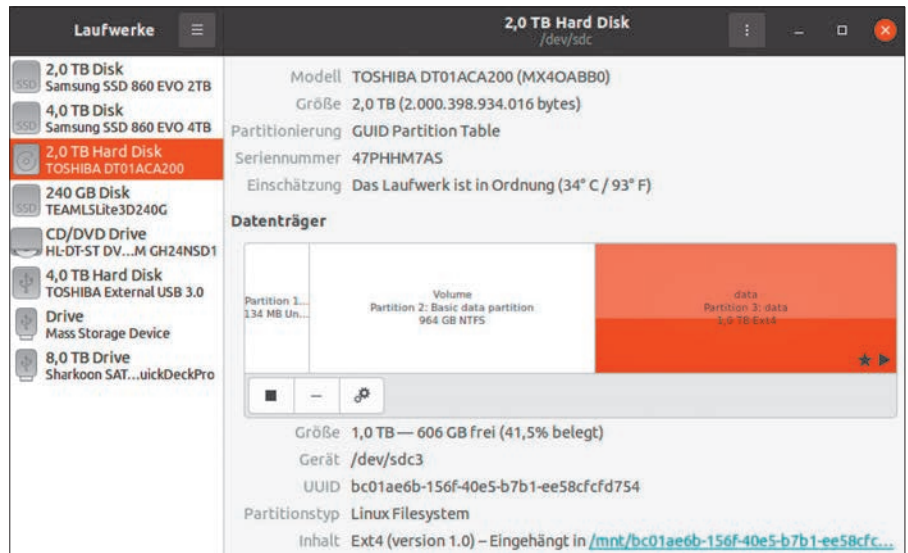 Laufwerke
2,0 TB Hard Disk
/dev/sdc
2,0 TB Disk
Samsung SSD 860 EVO 2TB
4,0 TB Disk
Samsung SSD 860 EVO 4TB
2,0 TB Hard Disk
TOSHIBA DT01ACA200
240 GB Disk
TEAML5Lite3D240G
CD/DVD Drive
HL-DT-ST DV...M GH24NSD1
4,0 TB Hard Disk
TOSHIBA External USB 3.0
Drive
Mass Storage Device
8,0 TB Drive
Sharkoon SAT...uickDeckPro
SSD
SSD
SSD
Modell TOSHIBA DT01ACA200 (MX4OABB0)
Größe 2,0 TB (2.000.398.934.016 bytes)
Partitionierung GUID Partition Table
Seriennummer 47PHHM7AS
Einschätzung Das Laufwerk ist in Ordnung (34° C / 93° F)
Datenträger
Partition 1...
134 MB Un...
Volume
Partition 2: Basic data partition
964 GB NTFS
data
Partition 3: data
1,0 TB Ext4
Größe 1,0 TB — 606 GB frei (41,5% belegt)
Gerät /dev/sdc3
UUID bc01ae6b-156f-40e5-b7b1-ee58cfcfd754
Partitionstyp Linux Filesystem
Inhalt Ext4 (version 1.0) – Eingehängt in /mnt/bc01ae6b-156f-40e5-b7b1-ee58cfc...